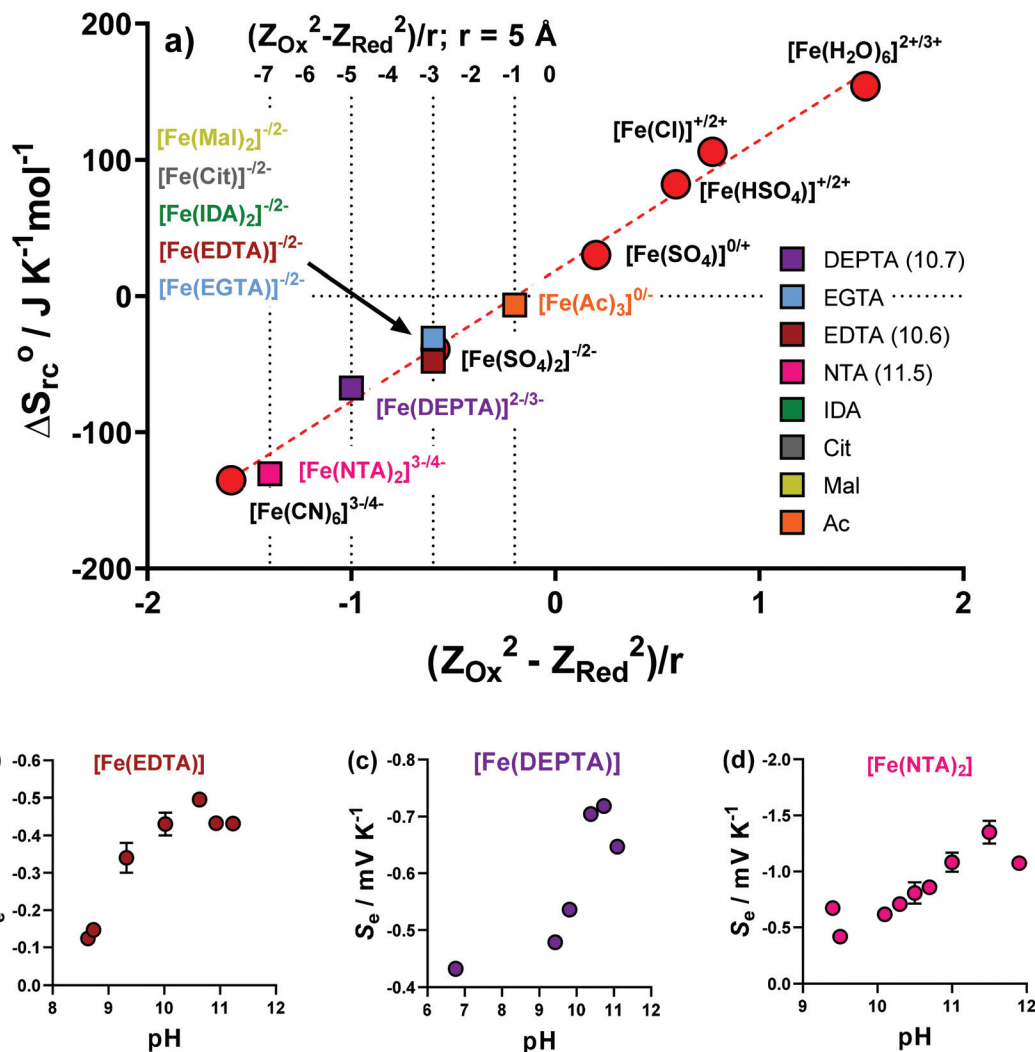 a)
(Z_Ox² - Z_Red²)/r; r = 5 Å
-7 -6 -5 -4 -3 -2 -1 0
[Fe(H₂O)₆]²⁺/³⁺
[Fe(Mal)₂]⁻/²⁻
[Fe(Cl)]⁺/²⁺
[Fe(Cit)]⁻/²⁻
[Fe(HSO₄)]⁺/²⁺
[Fe(IDA)₂]⁻/²⁻
[Fe(EDTA)]⁻/²⁻
[Fe(SO₄)]⁰/⁺
[Fe(EGTA)]⁻/²⁻
[Fe(Ac)₃]⁰/⁻
[Fe(SO₄)₂]⁻/²⁻
[Fe(DEPTA)]²⁻/³⁻
[Fe(NTA)₂]³⁻/⁴⁻
[Fe(CN)₆]³⁻/⁴⁻
DEPTA (10.7)
EGTA
EDTA (10.6)
NTA (11.5)
IDA
Cit
Mal
Ac
200
100
0
-100
-200
ΔS_rc° / J K⁻¹mol⁻¹
-2 -1 0 1 2
(Z_Ox² - Z_Red²)/r
[Fe(EDTA)]
-0.6
-0.5
-0.4
-0.3
-0.2
-0.1
0.0
8 9 10 11 12
pH
(c)
[Fe(DEPTA)]
S_e / mV K⁻¹
-0.8
-0.7
-0.6
-0.5
-0.4
6 7 8 9 10 11 12
pH
(d)
[Fe(NTA)₂]
S_e / mV K⁻¹
-2.0
-1.5
-1.0
-0.5
0.0
9 10 11 12
pH